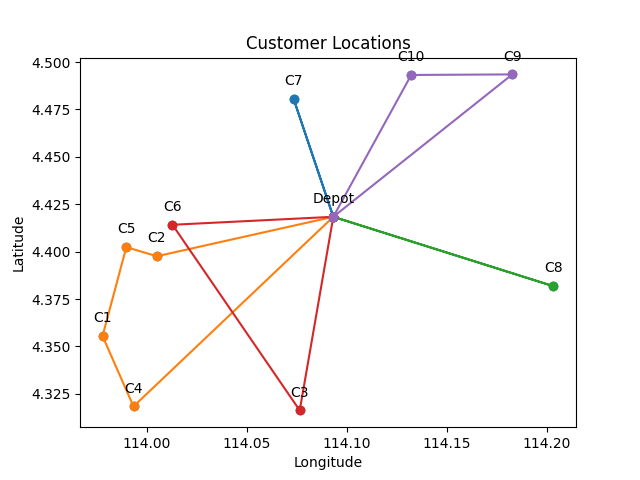 Customer Locations
C10
C9
C7
Depot
C6
C5
C2
C8
C1
C4
C3
4.500
4.475
4.450
4.425
4.400
4.375
4.350
4.325
Latitude
114.00
114.05
114.10
114.15
114.20
Longitude